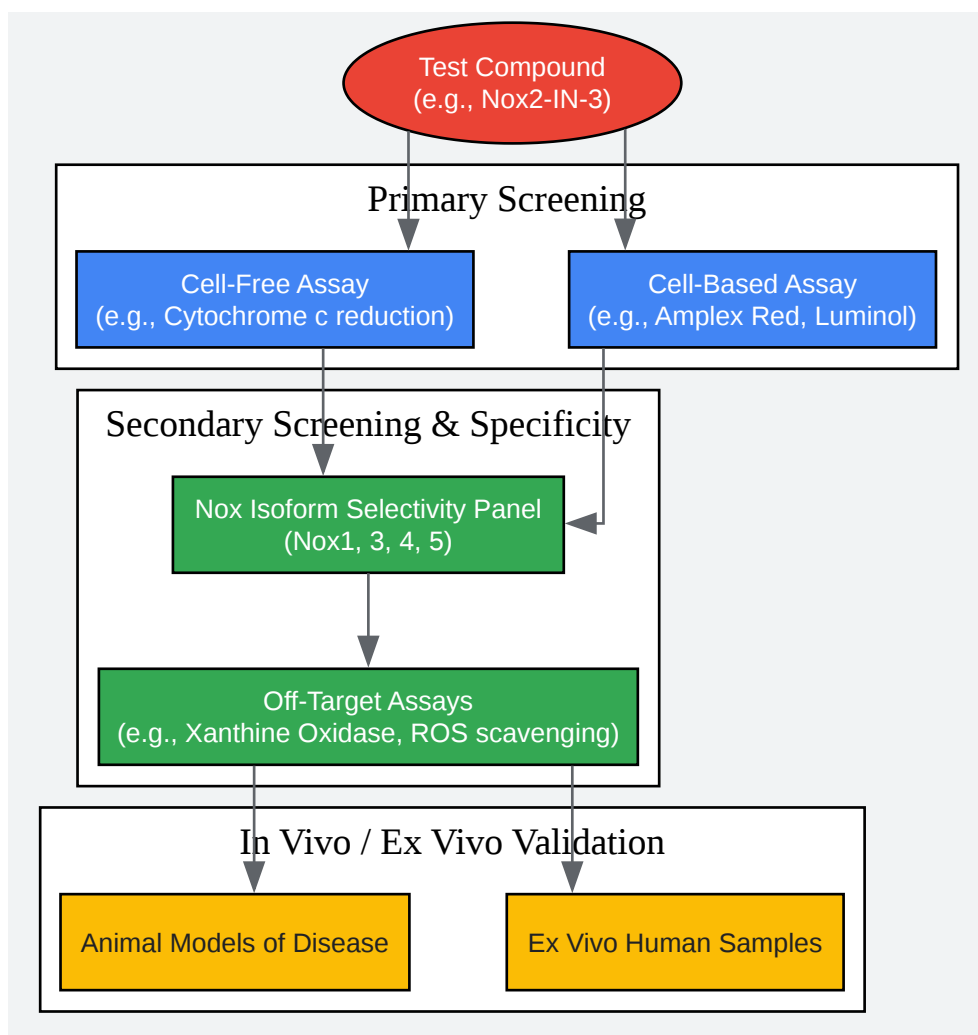 Test Compound
(e.g., Nox2-IN-3)
Primary Screening
Cell-Free Assay
(e.g., Cytochrome c reduction)
Cell-Based Assay
(e.g., Amplex Red, Luminol)
Secondary Screening & Specificity
Nox Isoform Selectivity Panel
(Nox1, 3, 4, 5)
Off-Target Assays
(e.g., Xanthine Oxidase, ROS scavenging)
In Vivo / Ex Vivo Validation
Animal Models of Disease
Ex Vivo Human Samples